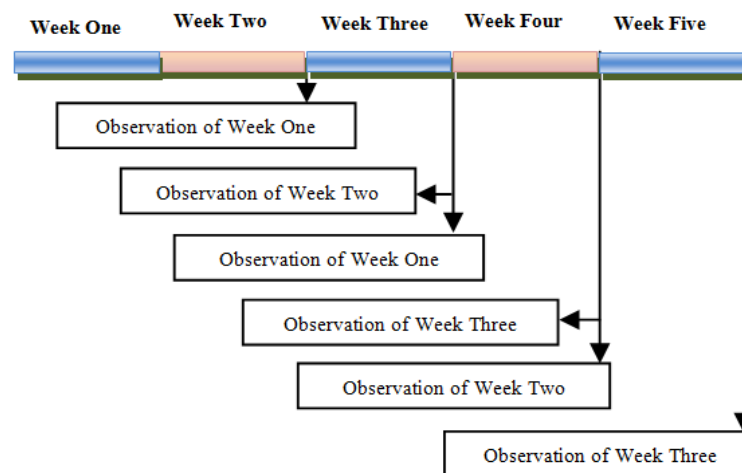 Week One Week Two Week Three Week Four Week Five
Observation of Week One
Observation of Week Two
Observation of Week One
Observation of Week Three
Observation of Week Two
Observation of Week Three